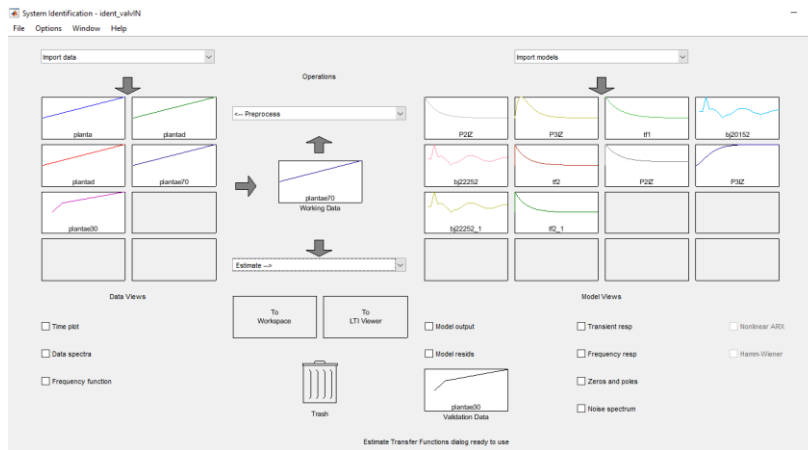 System Identification - ident_valvIN
File Options Window Help
Import data
Import models
Operations
planta
plantad
<-- Preprocess
P2IZ
P3IZ
tf1
bj20152
plantad
plantae70
plantae70
Working Data
bj22252
tf2
P2IZ
P3IZ
plantae30
bj22252_1
tf2_1
Estimate -->
Data Views
Model Views
To
Workspace
To
LTI Viewer
Time plot
Model output
Transient resp
Nonlinear ARX
Data spectra
Model resids
Frequency resp
Hamm-Wiener
Frequency function
Zeros and poles
Trash
plantae30
Validation Data
Noise spectrum
Estimate Transfer Functions dialog ready to use